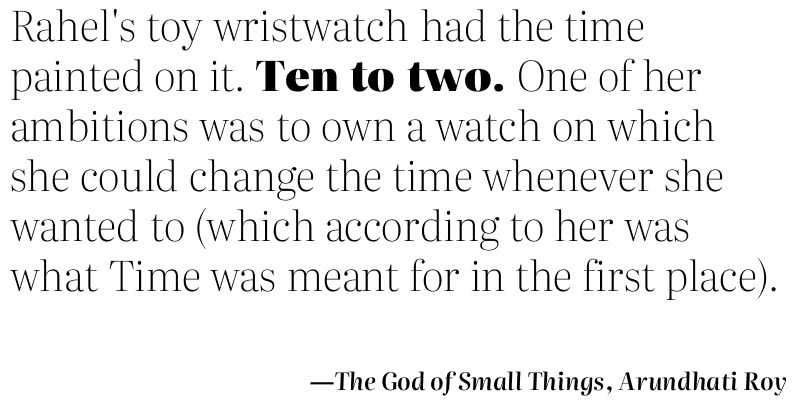 Rahel's toy wristwatch had the time
painted on it. Ten to two. One of her
ambitions was to own a watch on which
she could change the time whenever she
wanted to (which according to her was
what Time was meant for in the first place).
—The God of Small Things, Arundhati Roy